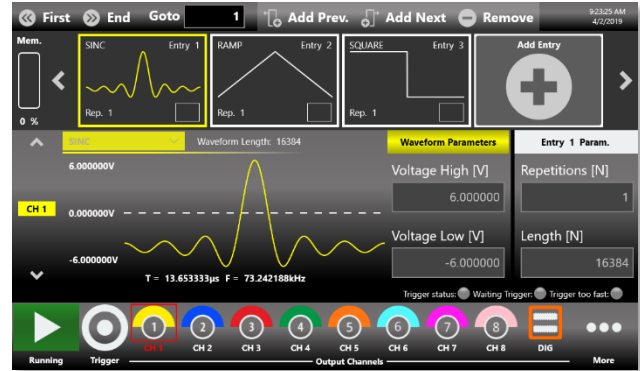 First End Goto 1 Add Prev. Add Next Remove 9:23:25 AM
4/2/2019
Mem.
0 %
SINC Entry 1
Rep. 1
RAMP Entry 2
Rep. 1
SQUARE Entry 3
Rep. 1
Add Entry
SINC Waveform Length: 16384
CH 1
6.000000V
0.000000V
-6.000000V
T = 13.653333µs F = 73.242188kHz
Waveform Parameters
Voltage High [V]
6.000000
Voltage Low [V]
-6.000000
Entry 1 Param.
Repetitions [N]
1
Length [N]
16384
Trigger status: Waiting Trigger: Trigger too fast:
1 2 3 4 5 6 7 8
Running Trigger CH 1 CH 2 CH 3 CH 4 CH 5 CH 6 CH 7 CH 8 DIG More
Output Channels